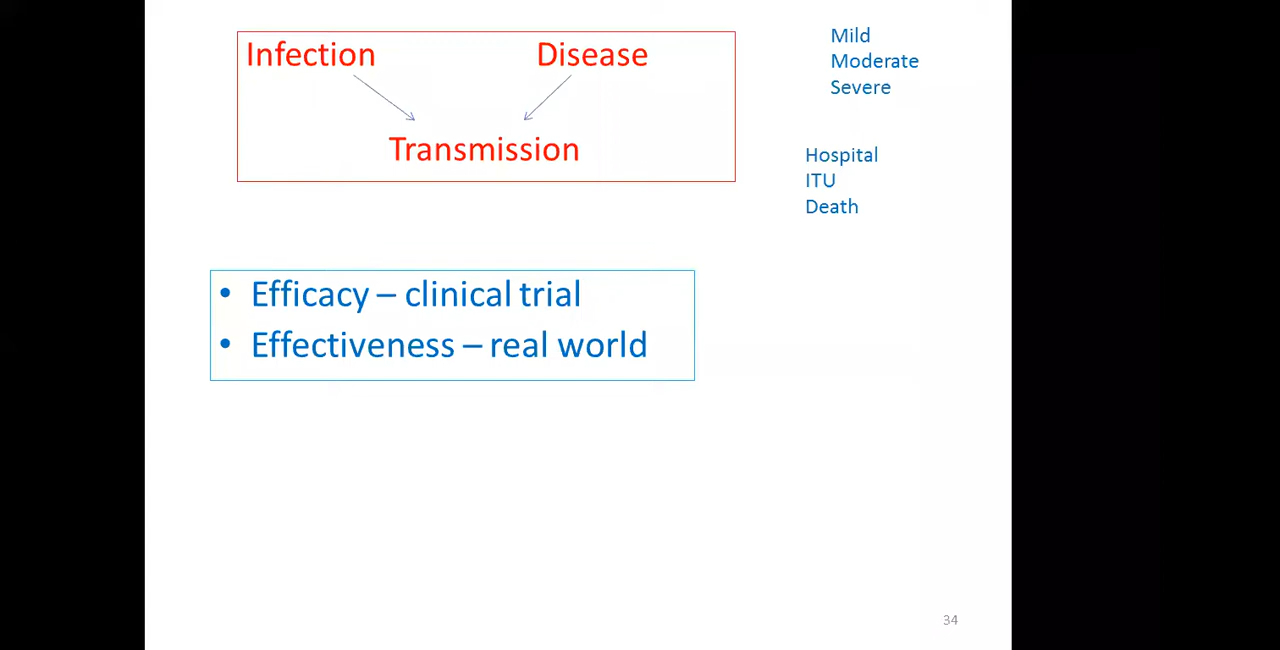 Infection Disease
Transmission
Mild
Moderate
Severe
Hospital
ITU
Death
• Efficacy – clinical trial
• Effectiveness – real world
34